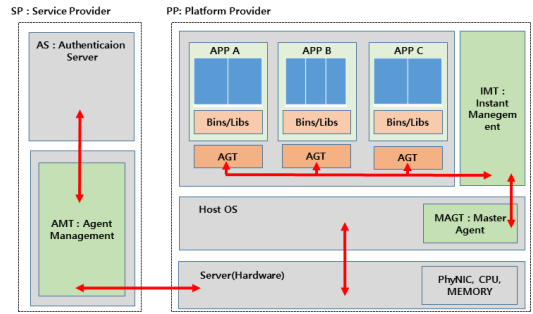 SP : Service Provider
PP: Platform Provider
AS : Authenticaion
Server
AMT : Agent
Management
APP A
APP B
APP C
Bins/Libs
Bins/Libs
Bins/Libs
AGT
AGT
AGT
IMT :
Instant
Manegem
ent
Host OS
MAGT : Master
Agent
Server(Hardware)
PhyNIC, CPU,
MEMORY